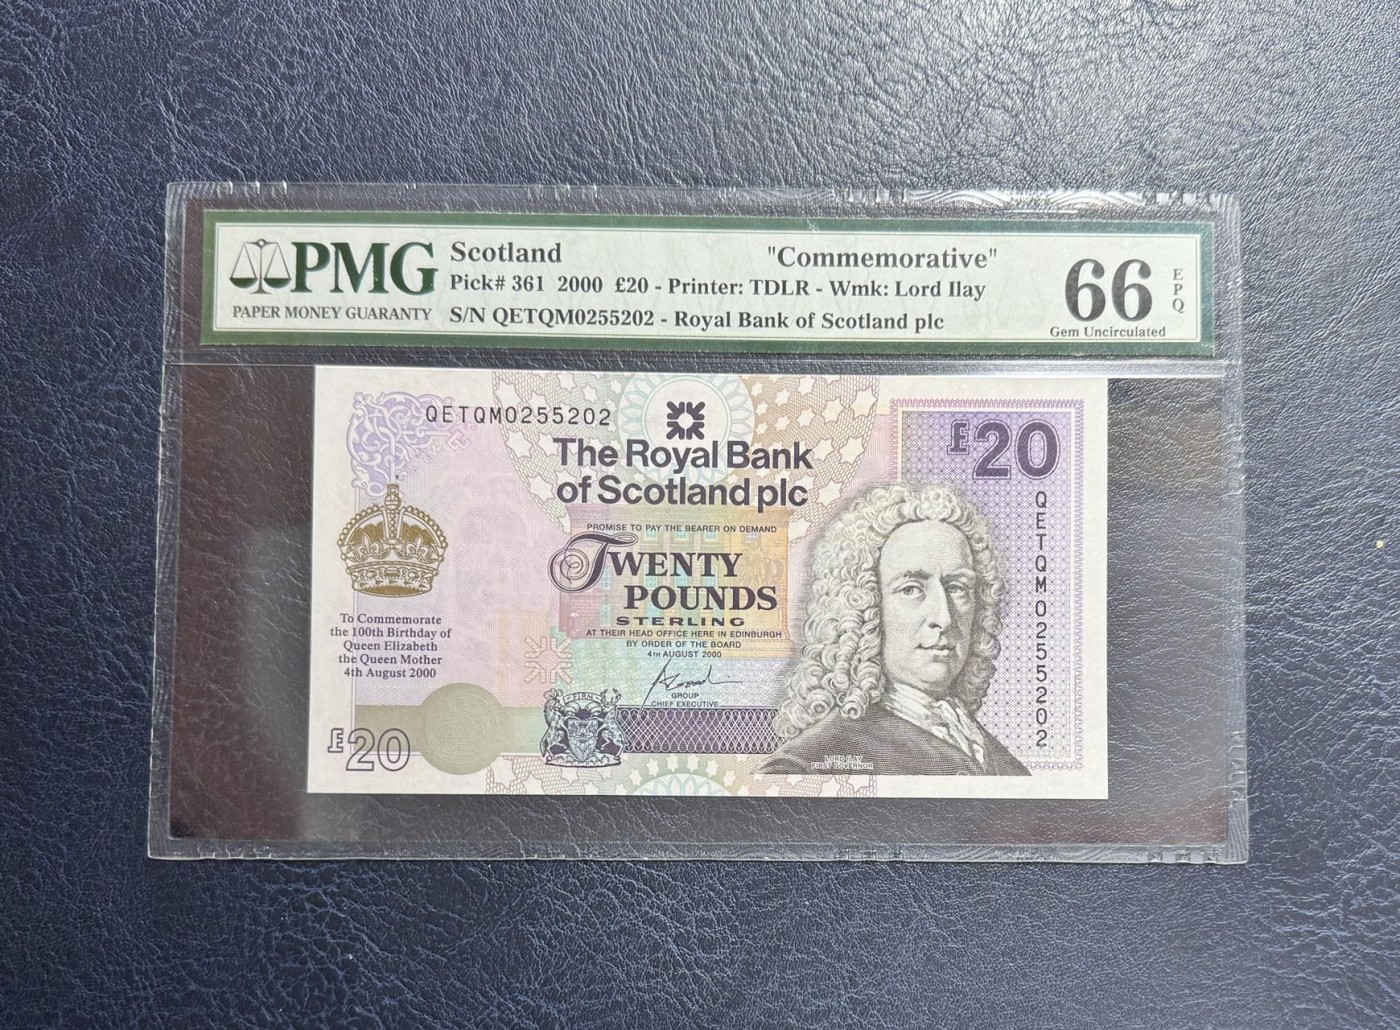 PMG
PAPER MONEY GUARANTY
Scotland "Commemorative"
Pick# 361 2000 £20 - Printer: TDLR - Wmk: Lord Ilay
S/N QETQM0255202 - Royal Bank of Scotland plc
66
EPQ
Gem Uncirculated
QETQM0255202
The Royal Bank
of Scotland plc
£20
PROMISE TO PAY THE BEARER ON DEMAND
TWENTY
POUNDS
STERLING
AT THEIR HEAD OFFICE HERE IN EDINBURGH
BY ORDER OF THE BOARD
4TH AUGUST 2000
GROUP
CHIEF EXECUTIVE
To Commemorate
the 100th Birthday of
Queen Elizabeth
the Queen Mother
4th August 2000
£20
FIRM
LORD ILAY
FIRST GOVERNOR
QETQM0255202